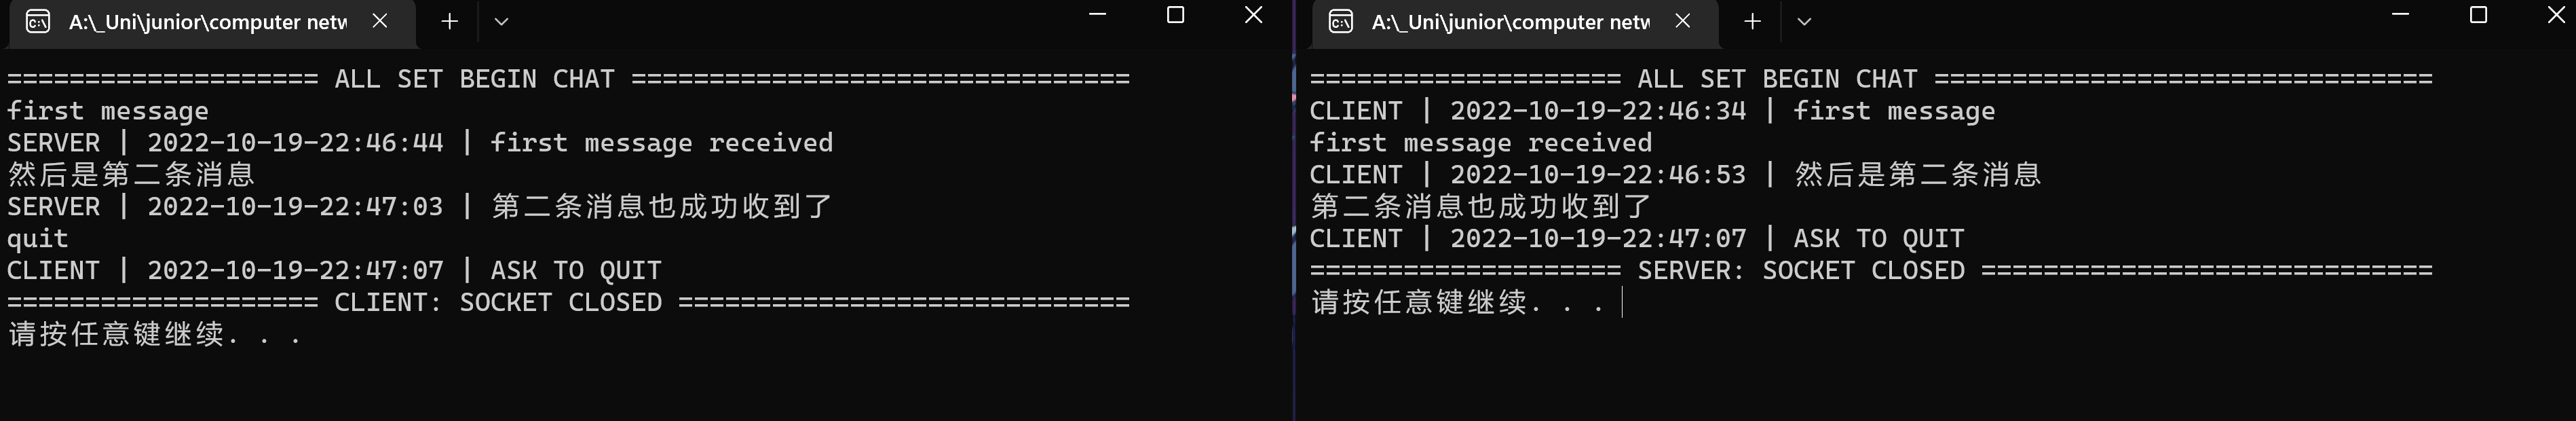 A:\_Uni\junior\computer netw
==================== ALL SET BEGIN CHAT ================================
first message
SERVER | 2022-10-19-22:46:44 | first message received
然后是第二条消息
SERVER | 2022-10-19-22:47:03 | 第二条消息也成功收到了
quit
CLIENT | 2022-10-19-22:47:07 | ASK TO QUIT
==================== CLIENT: SOCKET CLOSED =============================
请按任意键继续. . .
A:\_Uni\junior\computer netw
==================== ALL SET BEGIN CHAT ================================
CLIENT | 2022-10-19-22:46:34 | first message
first message received
CLIENT | 2022-10-19-22:46:53 | 然后是第二条消息
第二条消息也成功收到了
CLIENT | 2022-10-19-22:47:07 | ASK TO QUIT
==================== SERVER: SOCKET CLOSED =============================
请按任意键继续. . .